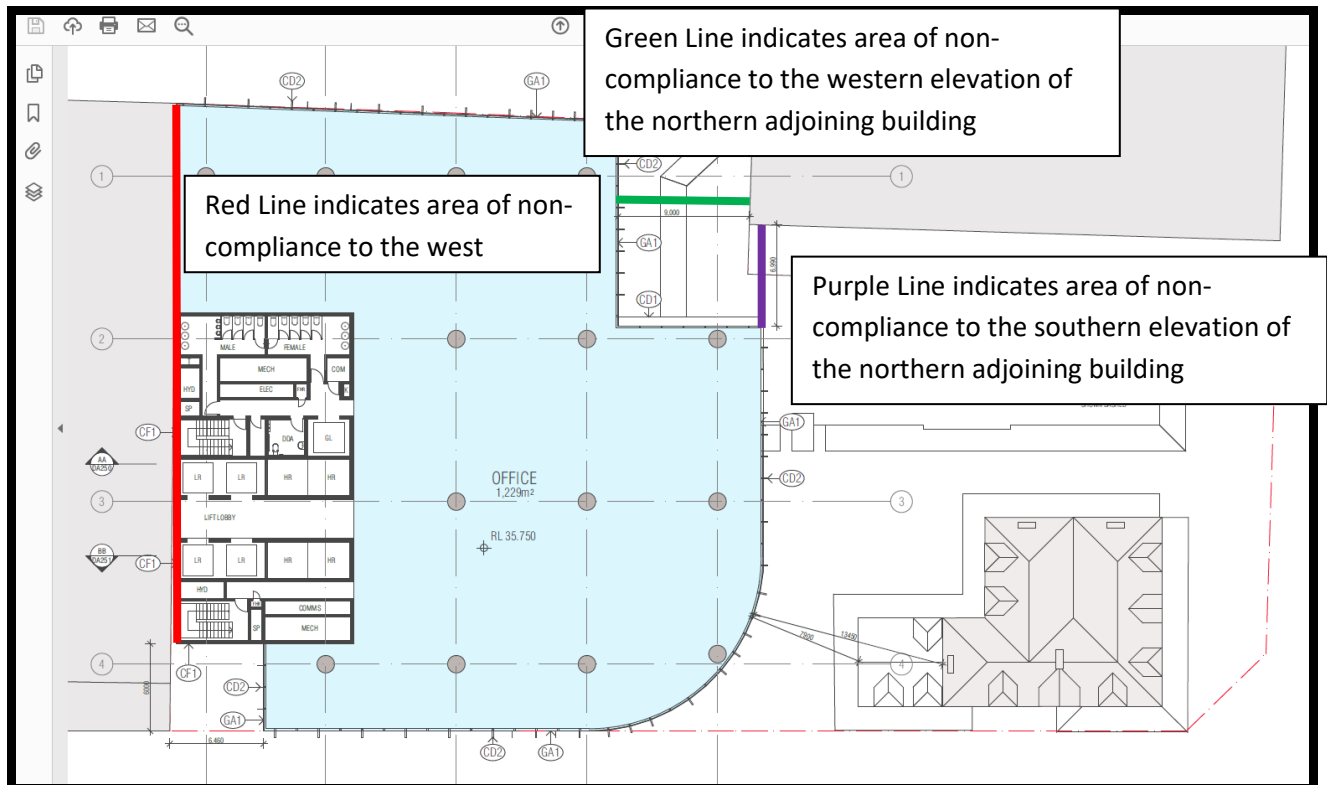 Green Line indicates area of non-
compliance to the western elevation of
the northern adjoining building
CD2
GA1
CD2
1
1
Red Line indicates area of non-
compliance to the west
9,000
GA1
6,990
CD1
Purple Line indicates area of non-
compliance to the southern elevation of
the northern adjoining building
2
MALE
FEMALE
MECH
COM
HYD
ELEC
SP
CF1
DDA
GL
GA1
AA
DA250
LR
LR
HR
HR
OFFICE
1,229m²
CD2
3
3
LIFT LOBBY
RL 35.750
BB
DA251
CF1
LR
LR
HR
HR
HYD
COMMS
SP
MECH
7900
13450
4
4
CF1
6000
CD2
GA1
6,460
CD2
GA1